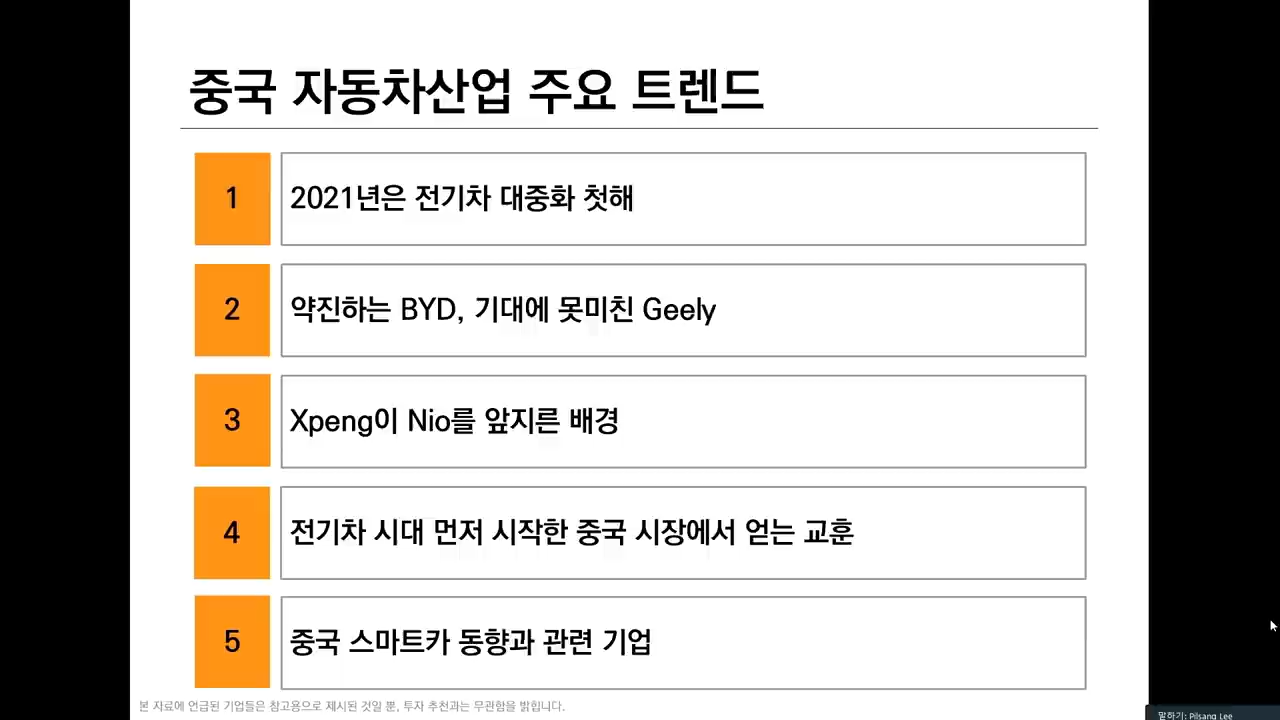 중국 자동차산업 주요 트렌드
1
2021년은 전기차 대중화 첫해
2
약진하는 BYD, 기대에 못미친 Geely
3
Xpeng이 Nio를 앞지른 배경
4
전기차 시대 먼저 시작한 중국 시장에서 얻는 교훈
5
중국 스마트카 동향과 관련 기업
본 자료에 언급된 기업들은 참고용으로 제시된 것일 뿐, 투자 추천과는 무관함을 밝힙니다.
말하기: Pilsang Lee